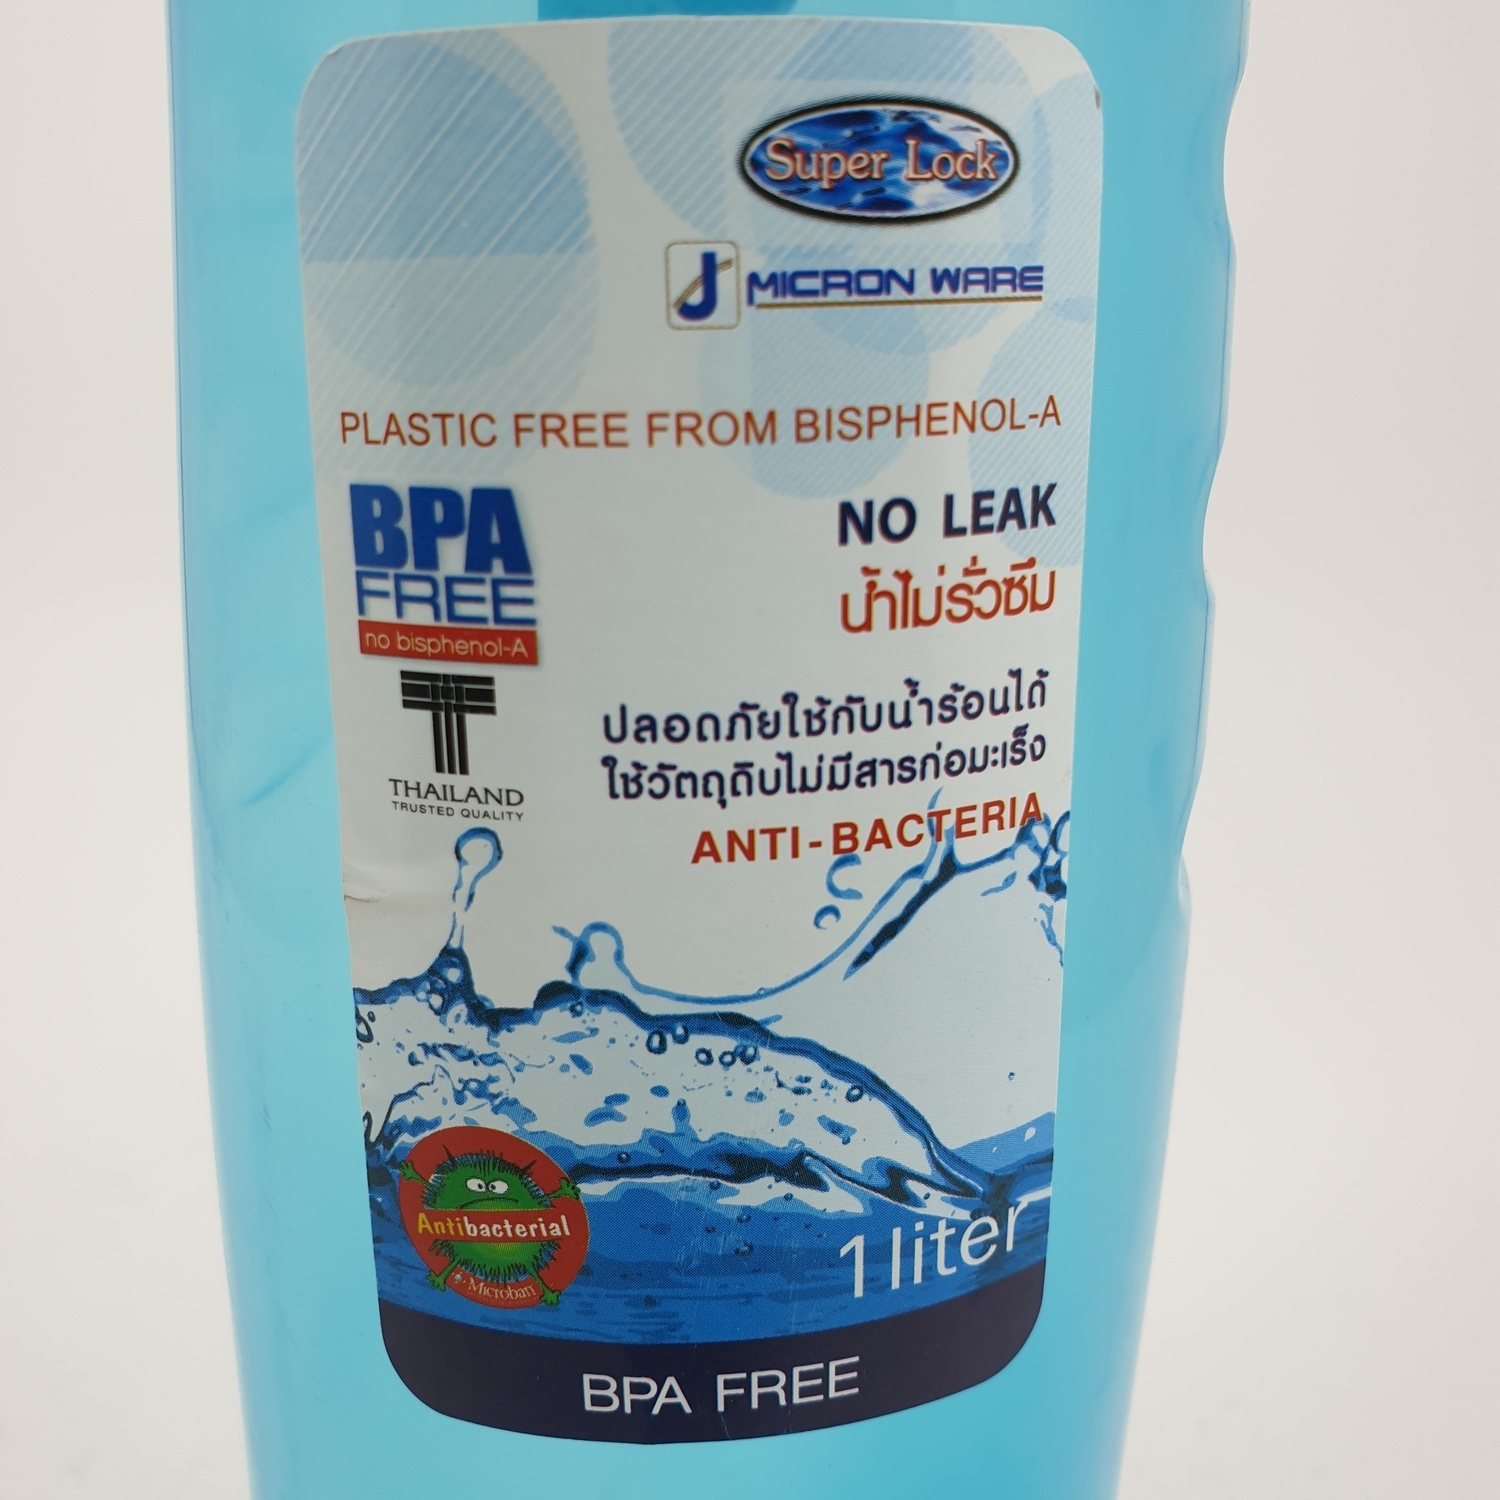 Super Lock
J MICRON WARE
PLASTIC FREE FROM BISPHENOL-A
BPA
FREE
no bisphenol-A
NO LEAK
น้ำไม่รั่วซึม
THAILAND
TRUSTED QUALITY
ปลอดภัยใช้กับน้ำร้อนได้
ใช้วัตถุดิบไม่มีสารก่อมะเร็ง
ANTI-BACTERIA
Antibacterial
Microban
1 liter
BPA FREE